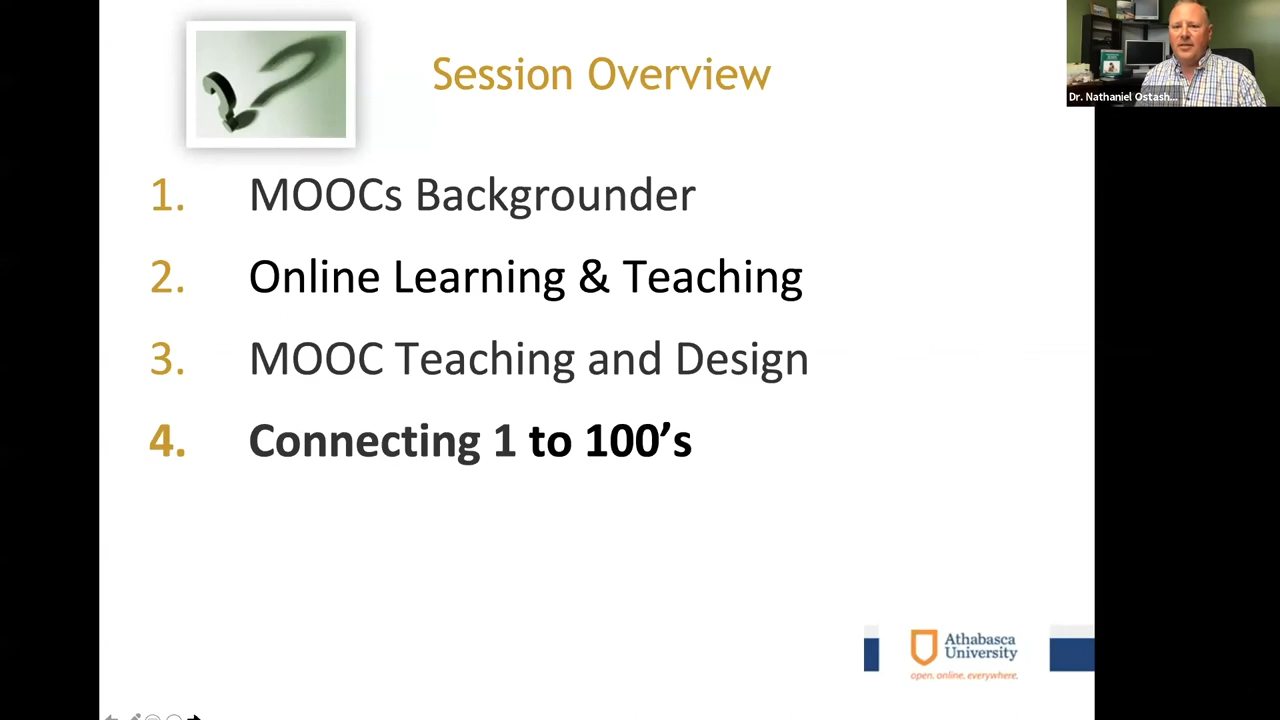 Session Overview
Dr. Nathaniel Ostash...
1. MOOCs Backgrounder
2. Online Learning & Teaching
3. MOOC Teaching and Design
4. Connecting 1 to 100’s
Athabasca
University
open. online. everywhere.